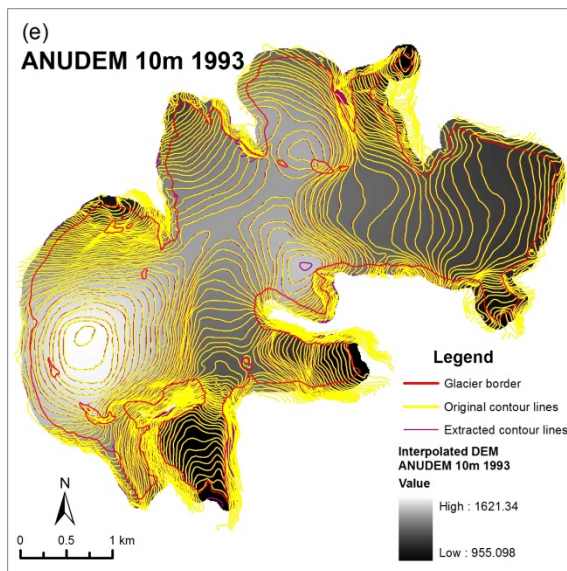 (e)
ANUDEM 10m 1993
Legend
Glacier border
Original contour lines
Extracted contour lines
Interpolated DEM
ANUDEM 10m 1993
Value
High : 1621.34
Low : 955.098
N
0 0.5 1 km